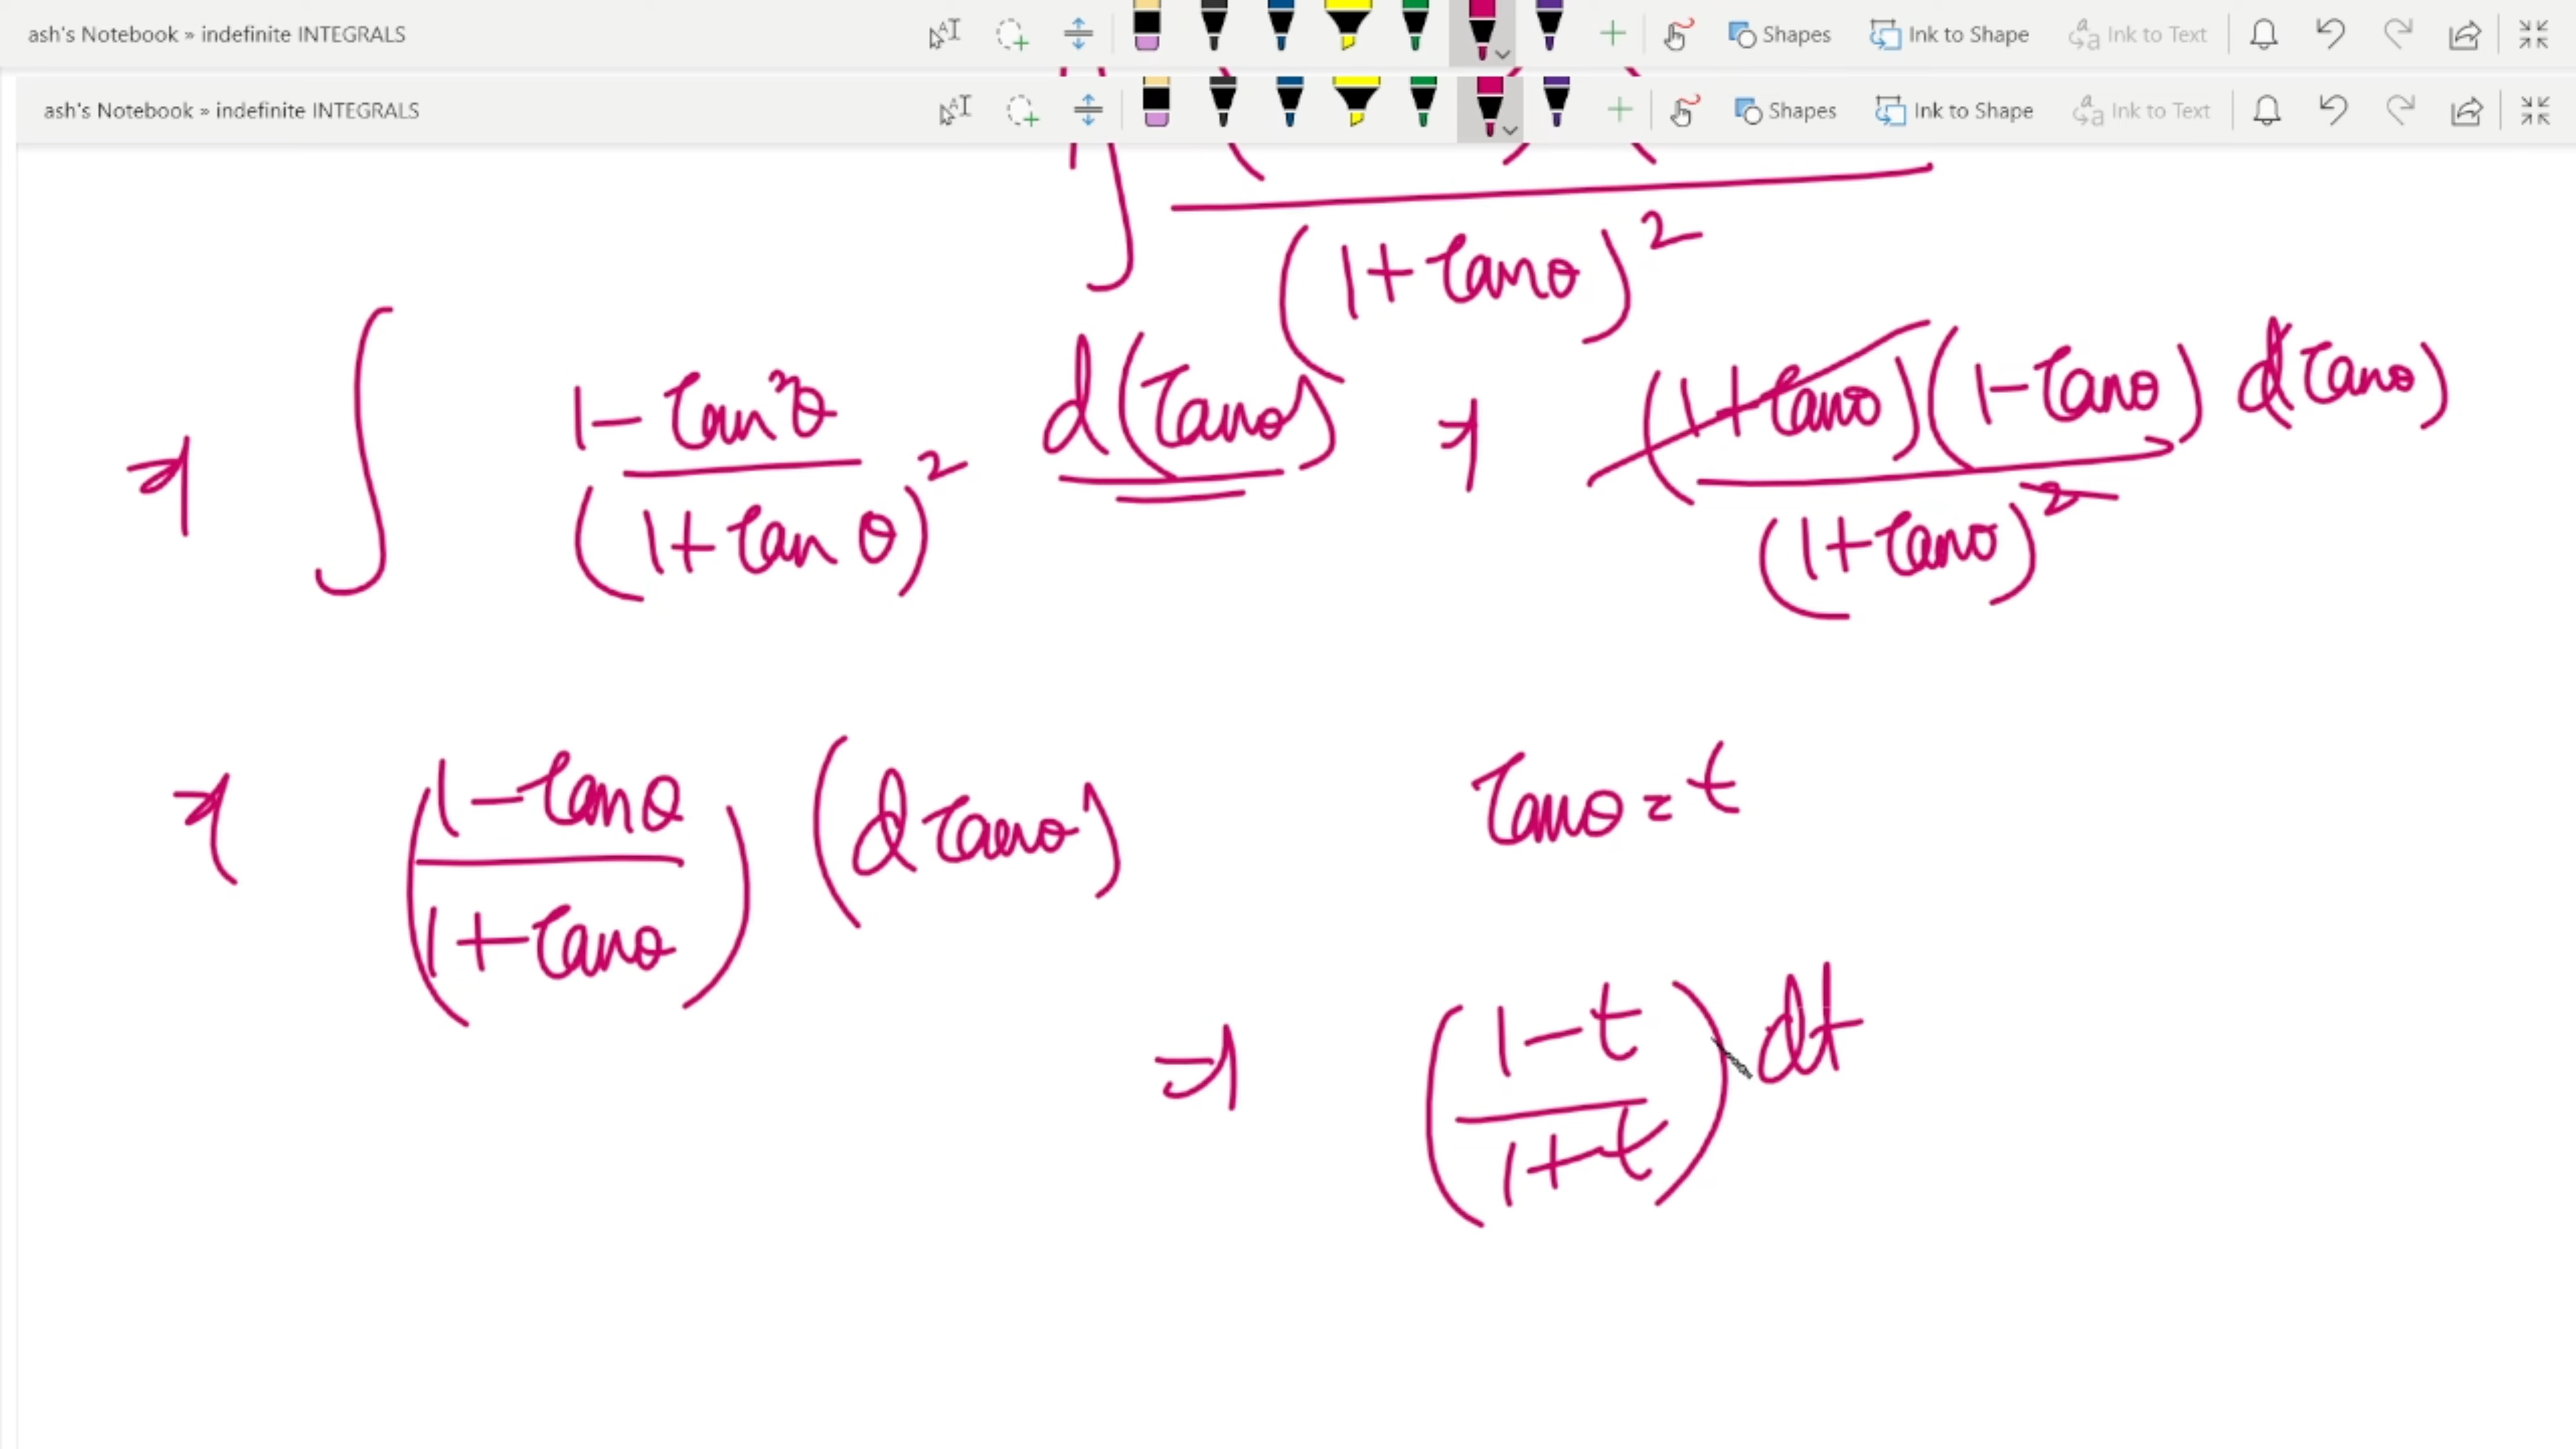 ash's Notebook » indefinite INTEGRALS Shapes Ink to Shape Ink to Text
ash's Notebook » indefinite INTEGRALS Shapes Ink to Shape Ink to Text
∫ / (1+tanθ)²
⇒ ∫ (1-tan²θ)/(1+tan θ)² d(tanθ) ⇒ (1+tanθ)(1-tanθ) d(tanθ) / (1+tanθ)²
⇒ ((1-tanθ)/(1+tanθ)) (d tanθ) tanθ = t
⇒ ((1-t)/(1+t)) dt